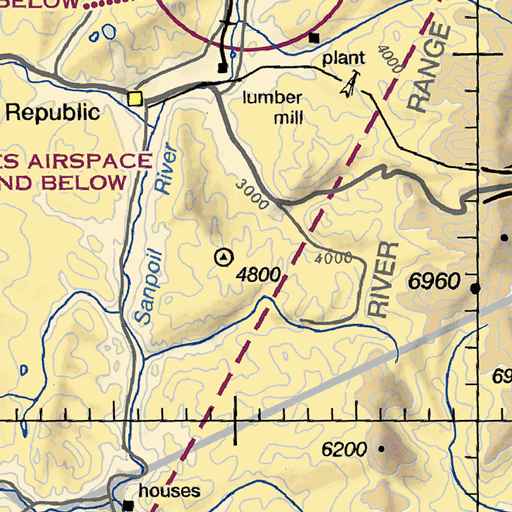 BELOW
plant
4000
RANGE
lumber
mill
Republic
ES AIRSPACE
ND BELOW
River
3000
Sanpoil
4000
4800
RIVER
6960
69
6200
houses